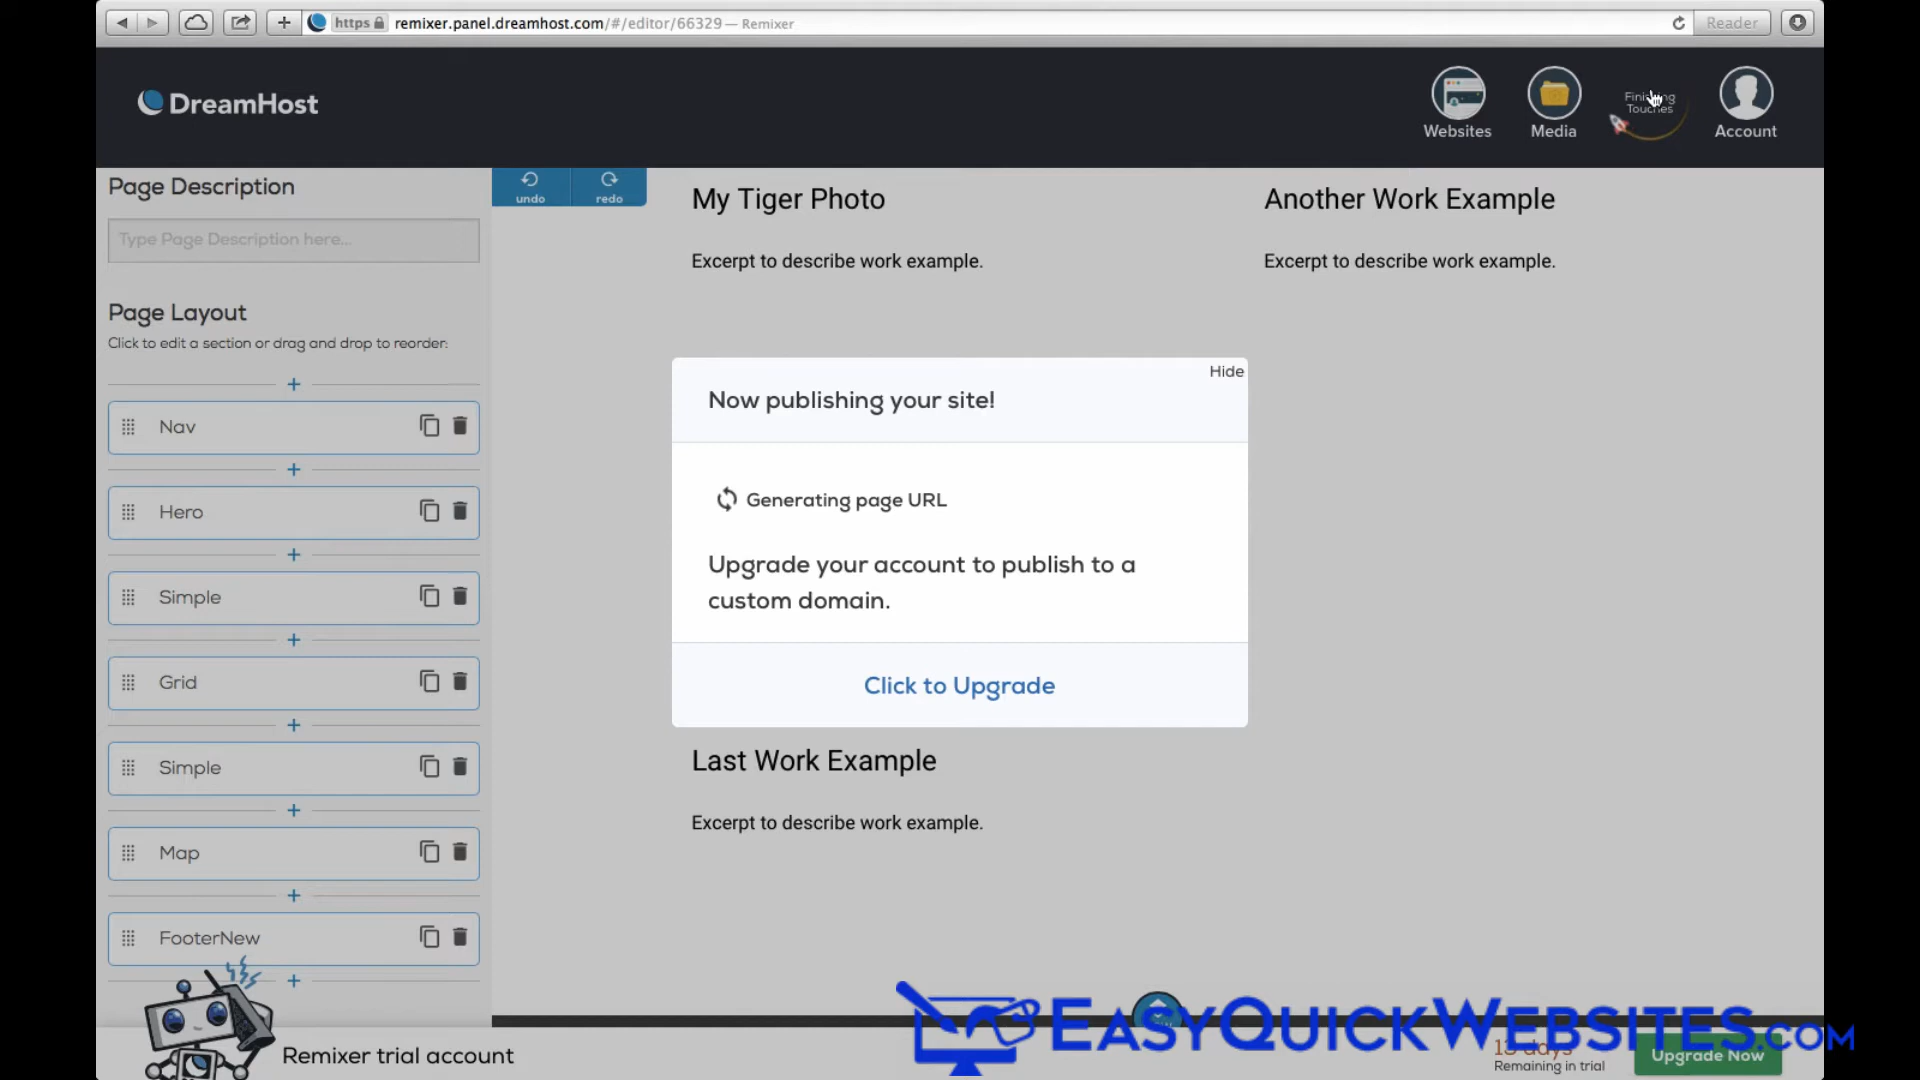 https remixer.panel.dreamhost.com/#/editor/66329 — Remixer
Reader
DreamHost
Websites
Media
Finishing
Touches
Account
Page Description
Type Page Description here...
Page Layout
Click to edit a section or drag and drop to reorder:
Nav
Hero
Simple
Grid
Simple
Map
FooterNew
undo
redo
My Tiger Photo
Excerpt to describe work example.
Another Work Example
Excerpt to describe work example.
Hide
Now publishing your site!
Generating page URL
Upgrade your account to publish to a
custom domain.
Click to Upgrade
Last Work Example
Excerpt to describe work example.
Remixer trial account
EASYQUICKWEBSITES.COM
13 days
Remaining in trial
Upgrade Now